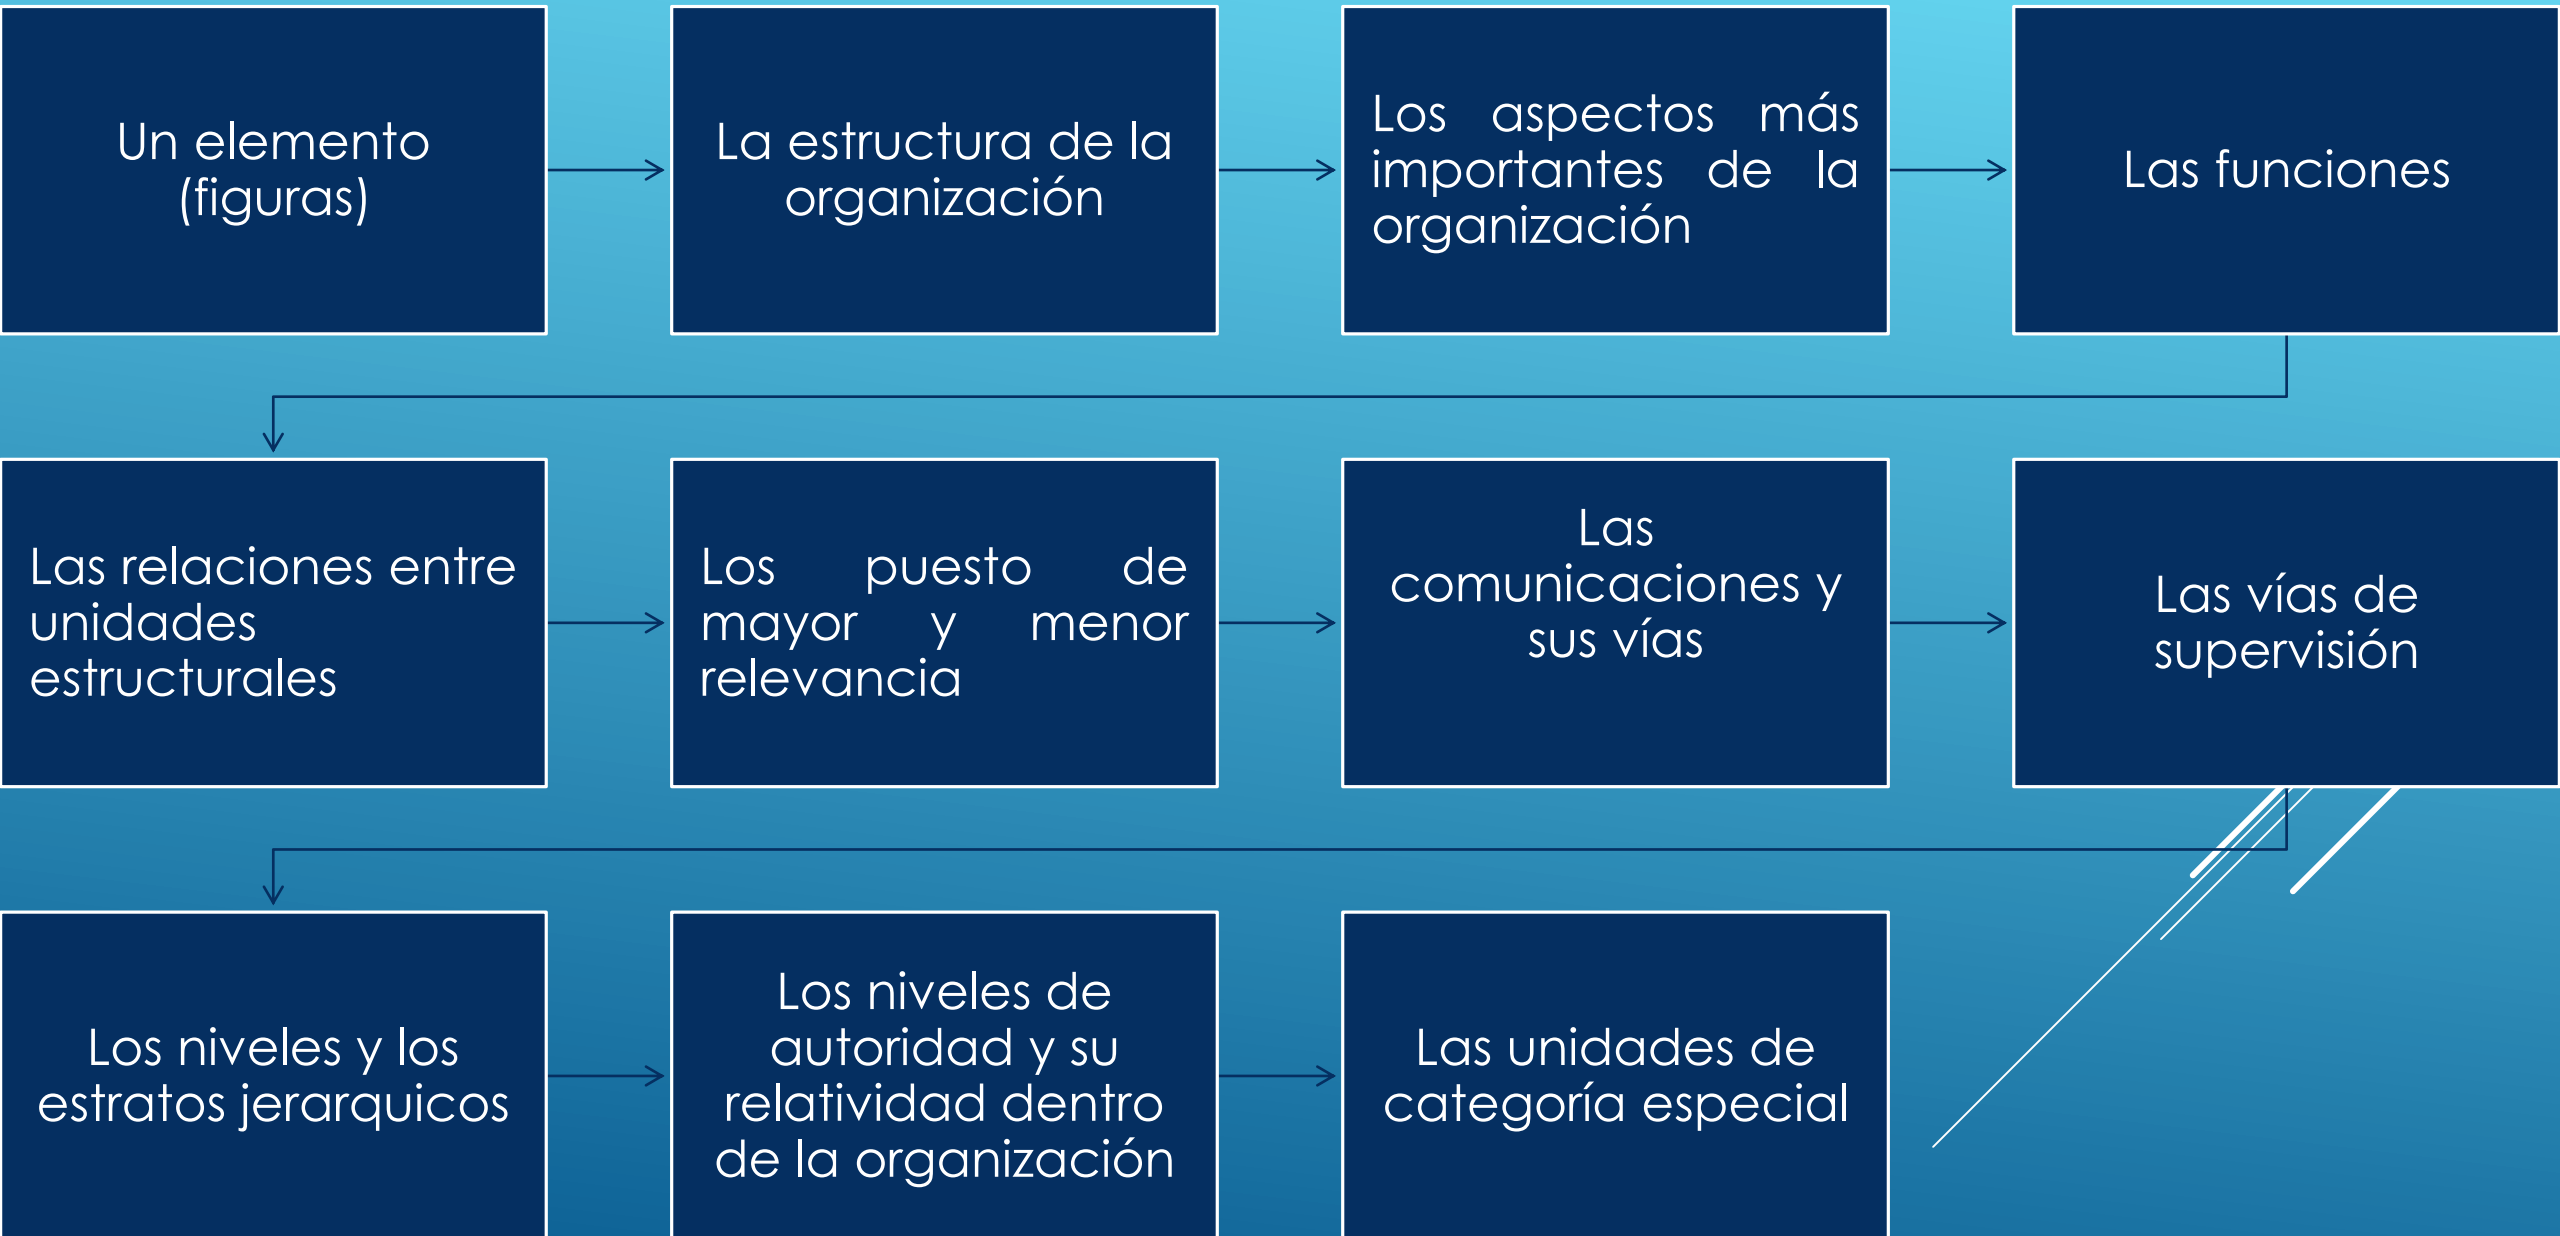 Un elemento
(figuras)
La estructura de la
organización
Los aspectos más
importantes de la
organización
Las funciones
Las relaciones entre
unidades
estructurales
Los puesto de
mayor y menor
relevancia
Las
comunicaciones y
sus vías
Las vías de
supervisión
Los niveles y los
estratos jerarquicos
Los niveles de
autoridad y su
relatividad dentro
de la organización
Las unidades de
categoría especial